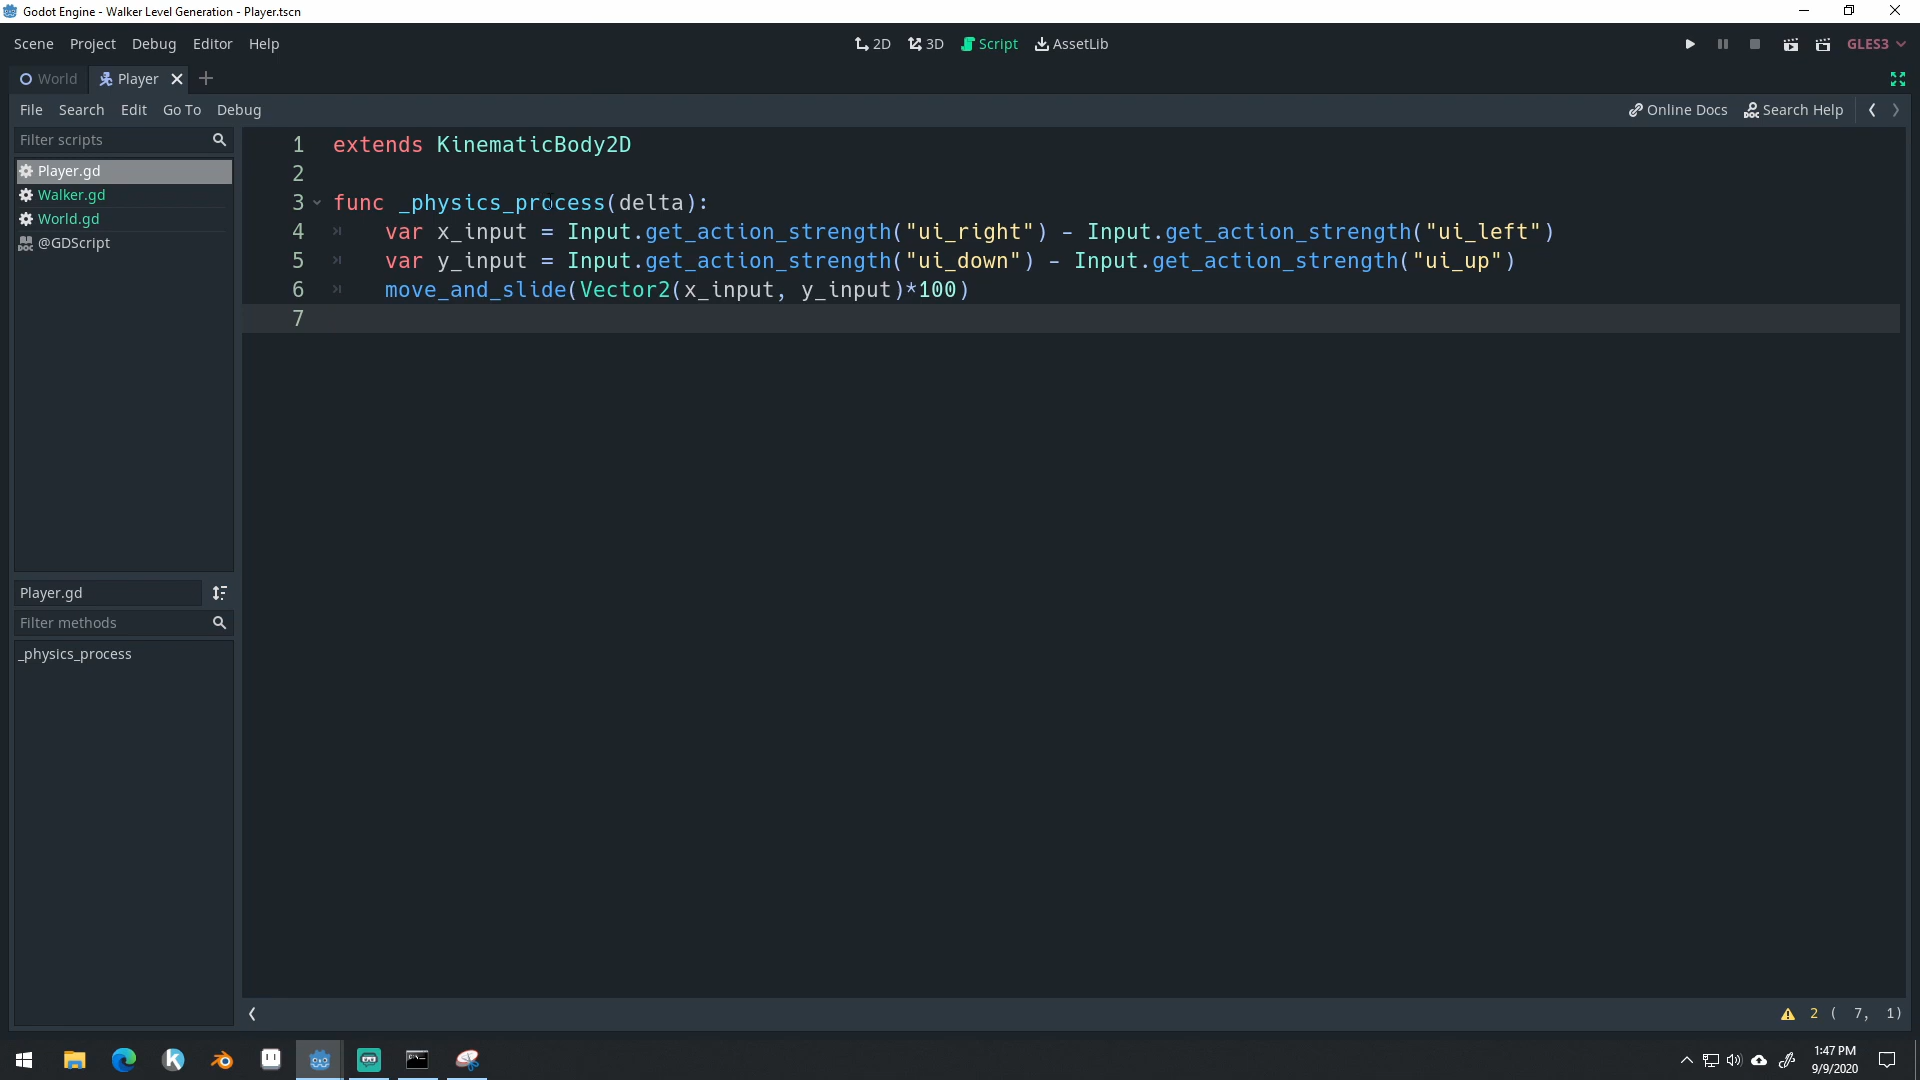 Godot Engine - Walker Level Generation - Player.tscn
Scene Project Debug Editor Help
2D 3D Script AssetLib
GLES3
World Player
File Search Edit Go To Debug
Online Docs Search Help
Filter scripts
Player.gd
Walker.gd
World.gd
@GDScript
Player.gd
Filter methods
_physics_process
1 extends KinematicBody2D
2
3 func _physics_process(delta):
4 var x_input = Input.get_action_strength("ui_right") - Input.get_action_strength("ui_left")
5 var y_input = Input.get_action_strength("ui_down") - Input.get_action_strength("ui_up")
6 move_and_slide(Vector2(x_input, y_input)*100)
7
2 ( 7, 1)
1:47 PM
9/9/2020